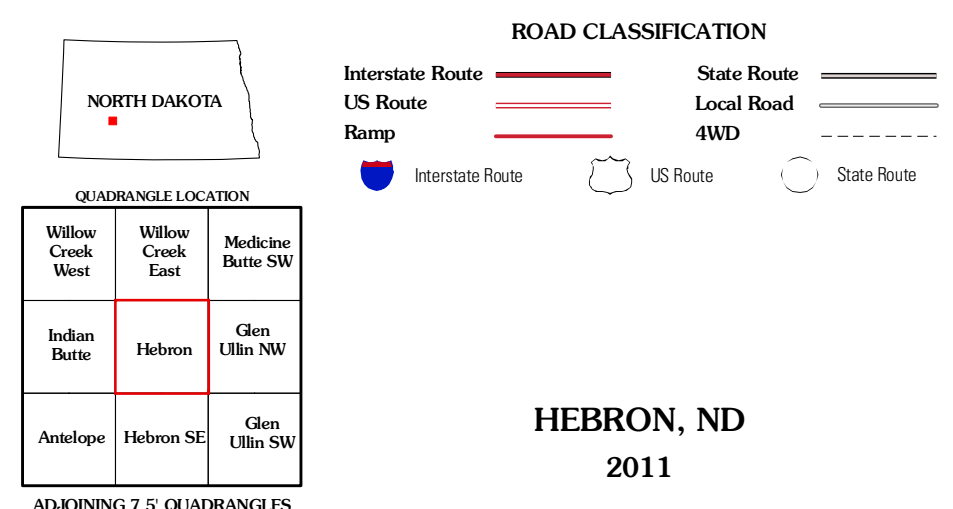 ROAD CLASSIFICATION
Interstate Route
State Route
US Route
Local Road
Ramp
4WD
Interstate Route
US Route
State Route
NORTH DAKOTA
QUADRANGLE LOCATION
Willow
Creek
West
Willow
Creek
East
Medicine
Butte SW
Indian
Butte
Hebron
Glen
Ullin NW
Antelope
Hebron SE
Glen
Ullin SW
ADJOINING 7.5' QUADRANGLES
HEBRON, ND
2011